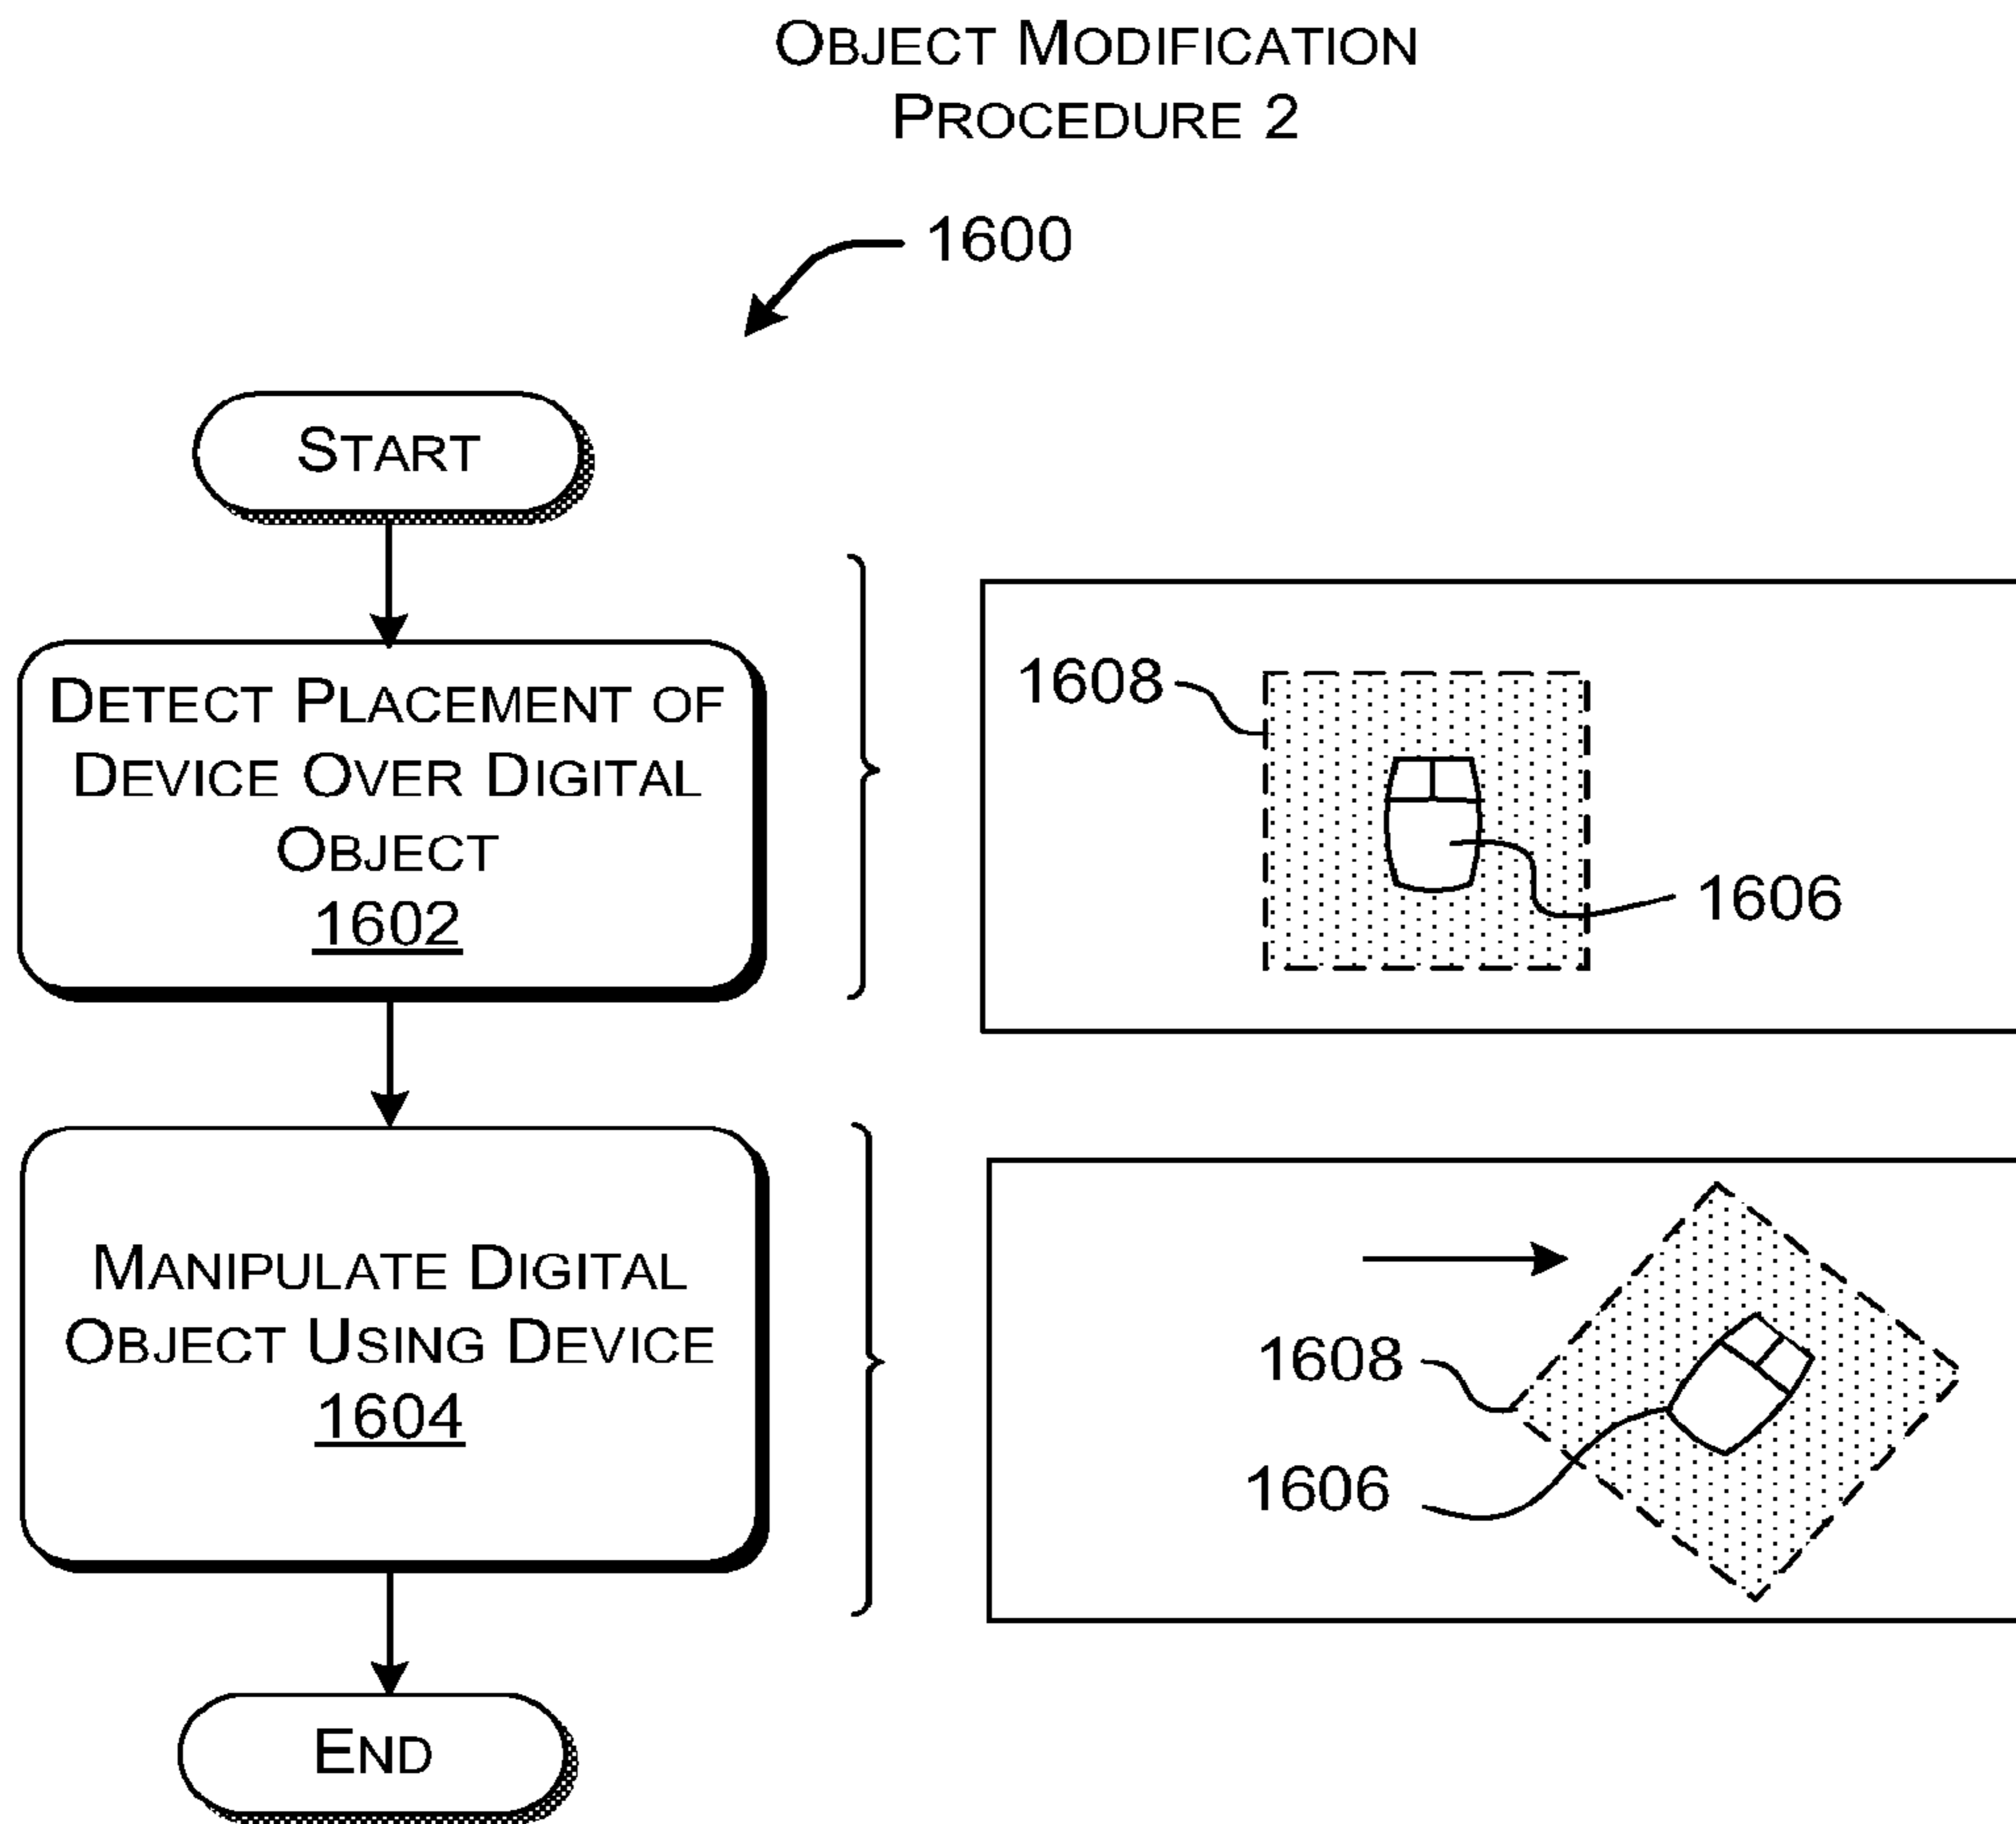 OBJECT MODIFICATION
PROCEDURE 2
1600
START
DETECT PLACEMENT OF
DEVICE OVER DIGITAL
OBJECT
1602
1608
1606
MANIPULATE DIGITAL
OBJECT USING DEVICE
1604
1608
1606
END